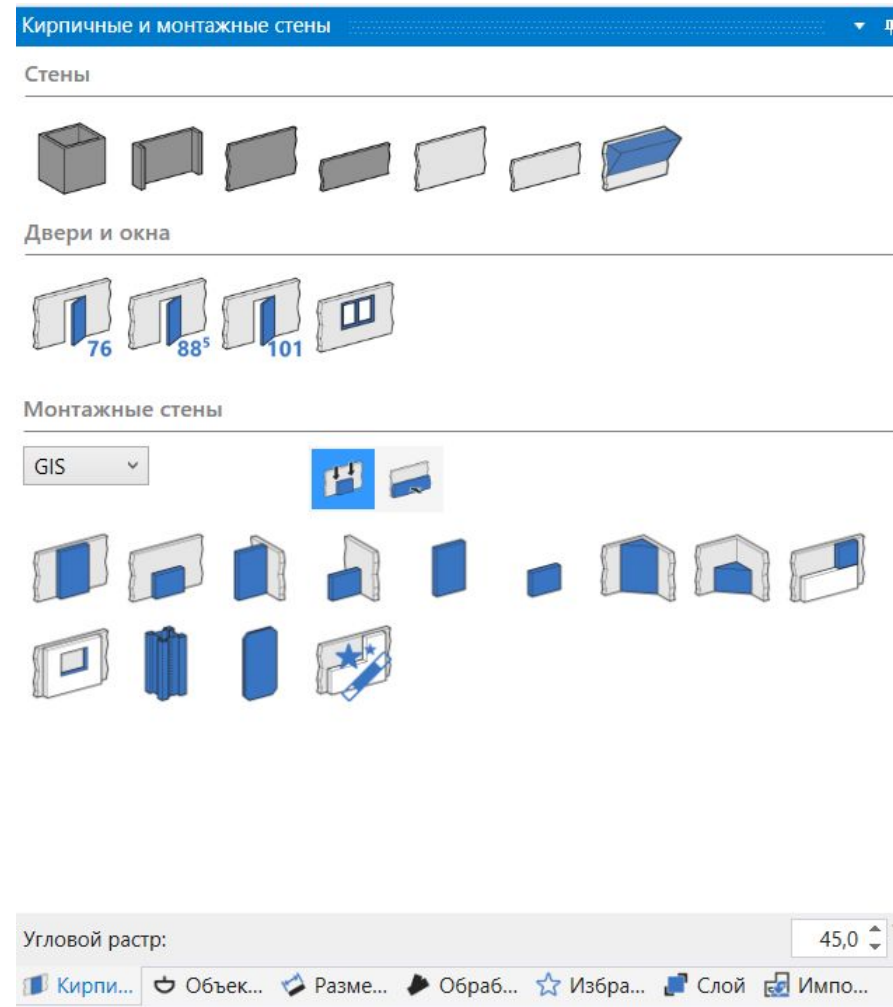 Кирпичные и монтажные стены
Стены
Двери и окна
76 88⁵ 101
Монтажные стены
GIS
Угловой растр: 45,0
Кирпи... Объек... Разме... Обраб... Избра... Слой Импо...